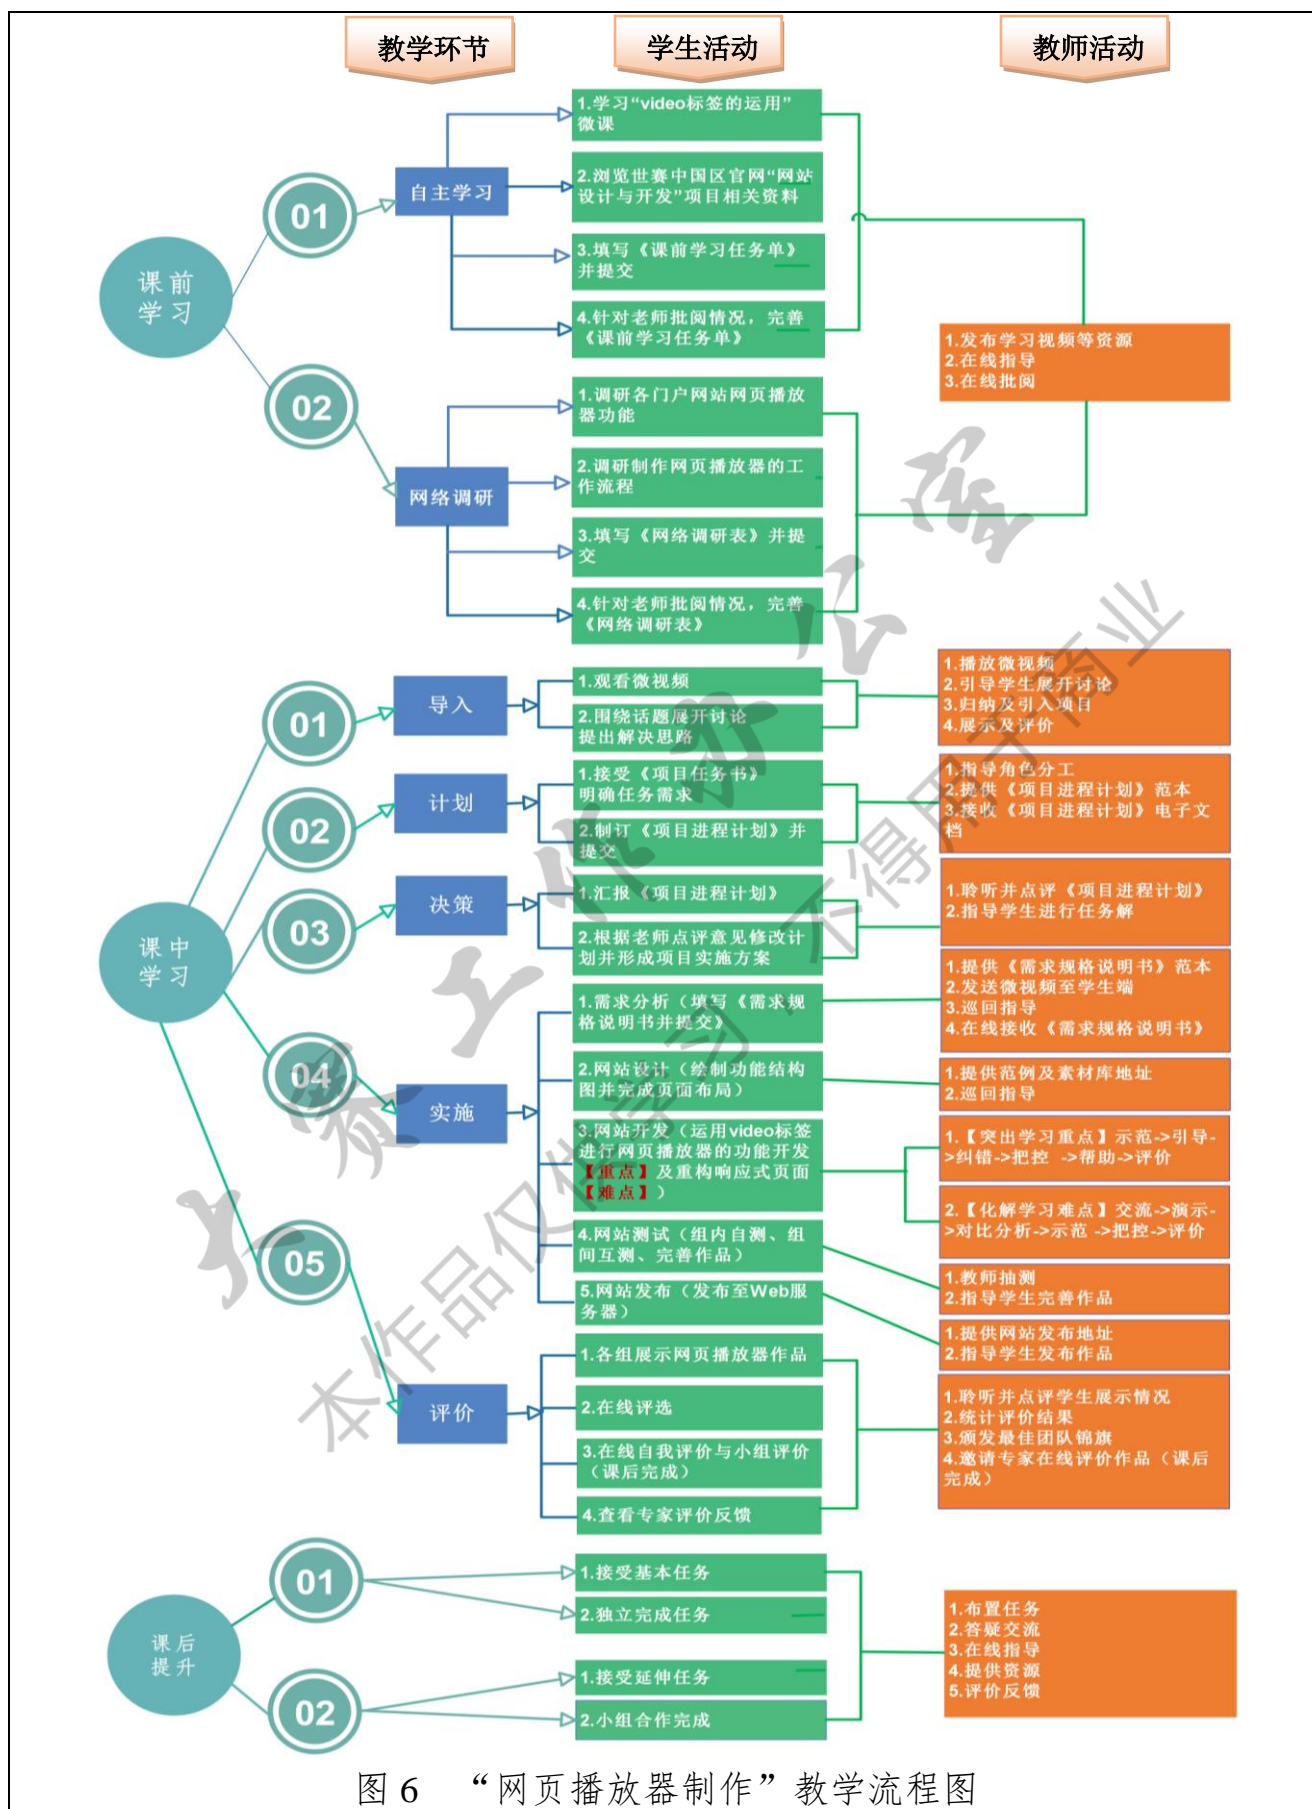 教学环节
学生活动
教师活动
课前
学习
01
自主学习
1.学习“video标签的运用”
微课
2.浏览世赛中国区官网“网站
设计与开发”项目相关资料
3.填写《课前学习任务单》
并提交
4.针对老师批阅情况，完善
《课前学习任务单》
02
网络调研
1.调研各门户网站网页播放
器功能
2.调研制作网页播放器的工
作流程
3.填写《网络调研表》并提
交
4.针对老师批阅情况，完善
《网络调研表》
1.发布学习视频等资源
2.在线指导
3.在线批阅
课中
学习
01
导入
1.观看微视频
2.围绕话题展开讨论
提出解决思路
1.播放微视频
2.引导学生展开讨论
3.归纳及引入项目
4.展示及评价
02
计划
1.接受《项目任务书》
明确任务需求
2.制订《项目进程计划》并
提交
1.指导角色分工
2.提供《项目进程计划》范本
3.接收《项目进程计划》电子文
档
03
决策
1.汇报《项目进程计划》
2.根据老师点评意见修改计
划并形成项目实施方案
1.聆听并点评《项目进程计划》
2.指导学生进行任务解
04
实施
1.需求分析（填写《需求规
格说明书并提交》
1.提供《需求规格说明书》范本
2.发送微视频至学生端
3.巡回指导
4.在线接收《需求规格说明书》
2.网站设计（绘制功能结构
图并完成页面布局）
1.提供范例及素材库地址
2.巡回指导
3.网站开发（运用video标签
进行网页播放器的功能开发
【重点】及重构响应式页面
【难点】）
1.【突出学习重点】示范->引导-
>纠错->把控 ->帮助->评价
2.【化解学习难点】交流->演示-
>对比分析->示范 ->把控->评价
4.网站测试（组内自测、组
间互测、完善作品）
1.教师抽测
2.指导学生完善作品
5.网站发布（发布至Web服
务器）
1.提供网站发布地址
2.指导学生发布作品
05
评价
1.各组展示网页播放器作品
2.在线评选
3.在线自我评价与小组评价
（课后完成）
4.查看专家评价反馈
1.聆听并点评学生展示情况
2.统计评价结果
3.颁发最佳团队锦旗
4.邀请专家在线评价作品（课后
完成）
课后
提升
01
1.接受基本任务
2.独立完成任务
02
1.接受延伸任务
2.小组合作完成
1.布置任务
2.答疑交流
3.在线指导
4.提供资源
5.评价反馈
大赛工作办公室
本作品仅供学习，不得用于商业
图 6 “网页播放器制作”教学流程图